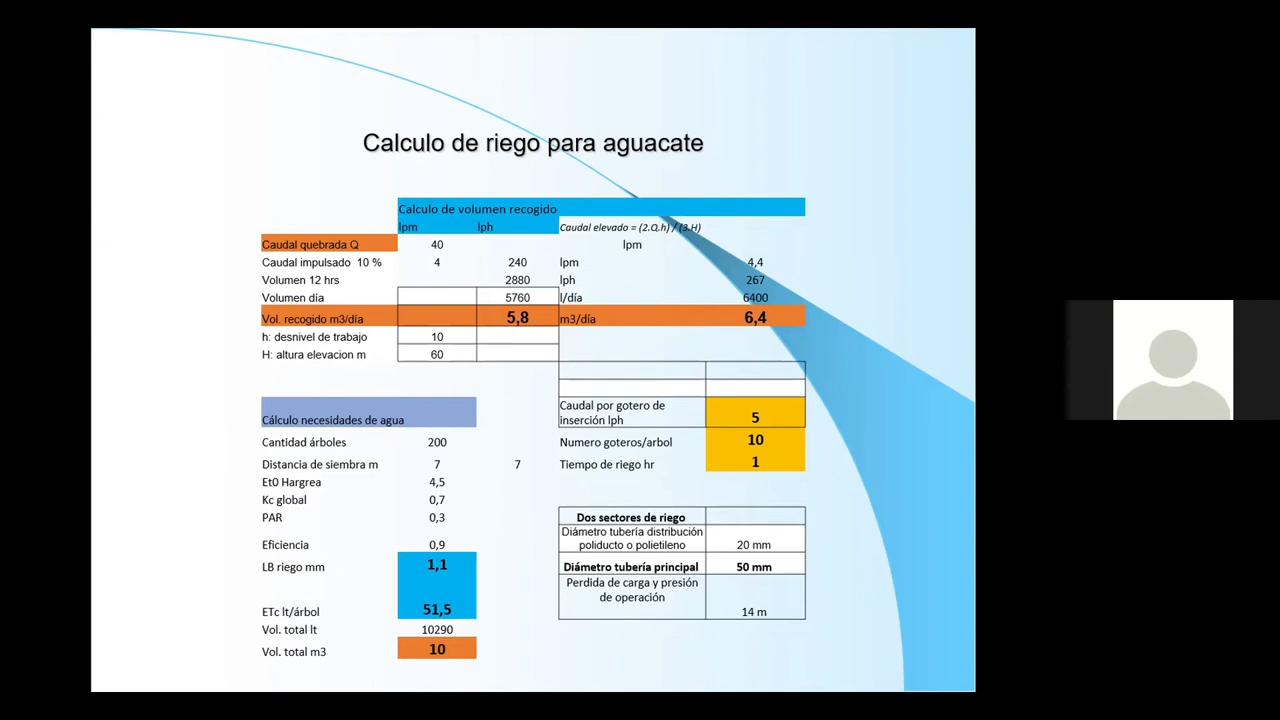 Calculo de riego para aguacate
Calculo de volumen recogido
lpm lph Caudal elevado = (2.Q.h) / (3.H)
Caudal quebrada Q 40 lpm
Caudal impulsado 10 % 4 240 lpm 4,4
Volumen 12 hrs 2880 lph 267
Volumen día 5760 l/día 6400
Vol. recogido m3/día 5,8 m3/día 6,4
h: desnivel de trabajo 10
H: altura elevacion m 60
Cálculo necesidades de agua
Cantidad árboles 200
Distancia de siembra m 7 7
Et0 Hargrea 4,5
Kc global 0,7
PAR 0,3
Eficiencia 0,9
LB riego mm 1,1
ETc lt/árbol 51,5
Vol. total lt 10290
Vol. total m3 10
Caudal por gotero de
inserción lph 5
Numero goteros/arbol 10
Tiempo de riego hr 1
Dos sectores de riego
Diámetro tubería distribución
poliducto o polietileno 20 mm
Diámetro tubería principal 50 mm
Perdida de carga y presión
de operación
14 m